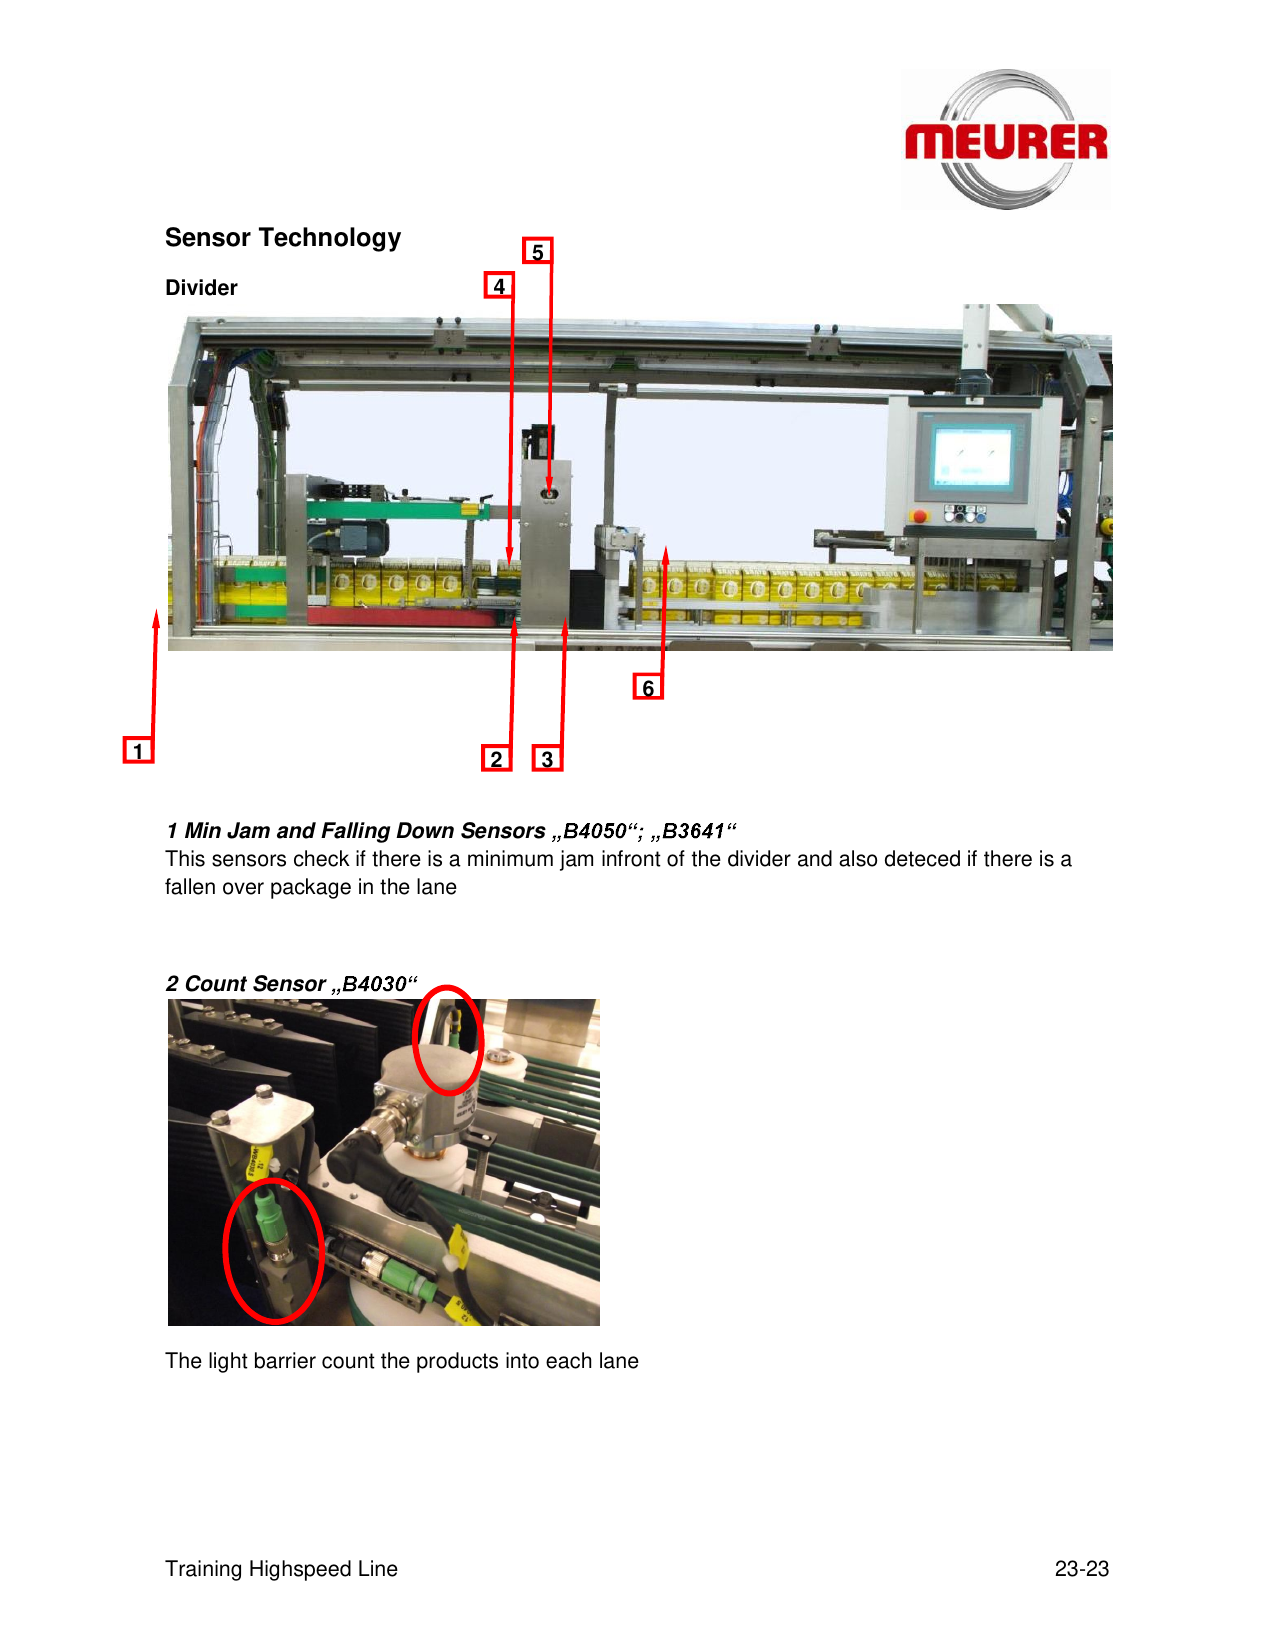 MEURER
Sensor Technology
5
Divider
4
6
1
2
3
1 Min Jam and Falling Down Sensors „B4050“; „B3641“
This sensors check if there is a minimum jam infront of the divider and also deteced if there is a
fallen over package in the lane
2 Count Sensor „B4030“
The light barrier count the products into each lane
Training Highspeed Line
23-23